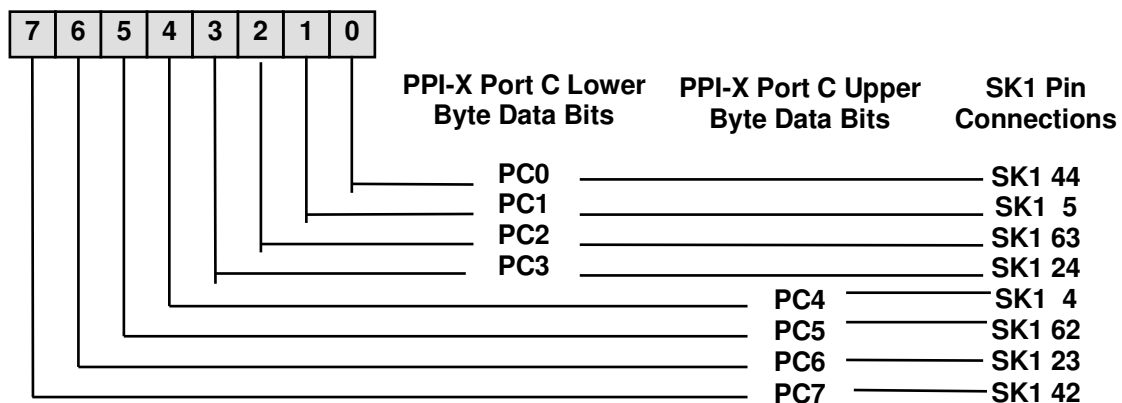 7 6 5 4 3 2 1 0
PPI-X Port C Lower PPI-X Port C Upper SK1 Pin
Byte Data Bits Byte Data Bits Connections
PC0 SK1 44
PC1 SK1 5
PC2 SK1 63
PC3 SK1 24
PC4 SK1 4
PC5 SK1 62
PC6 SK1 23
PC7 SK1 42